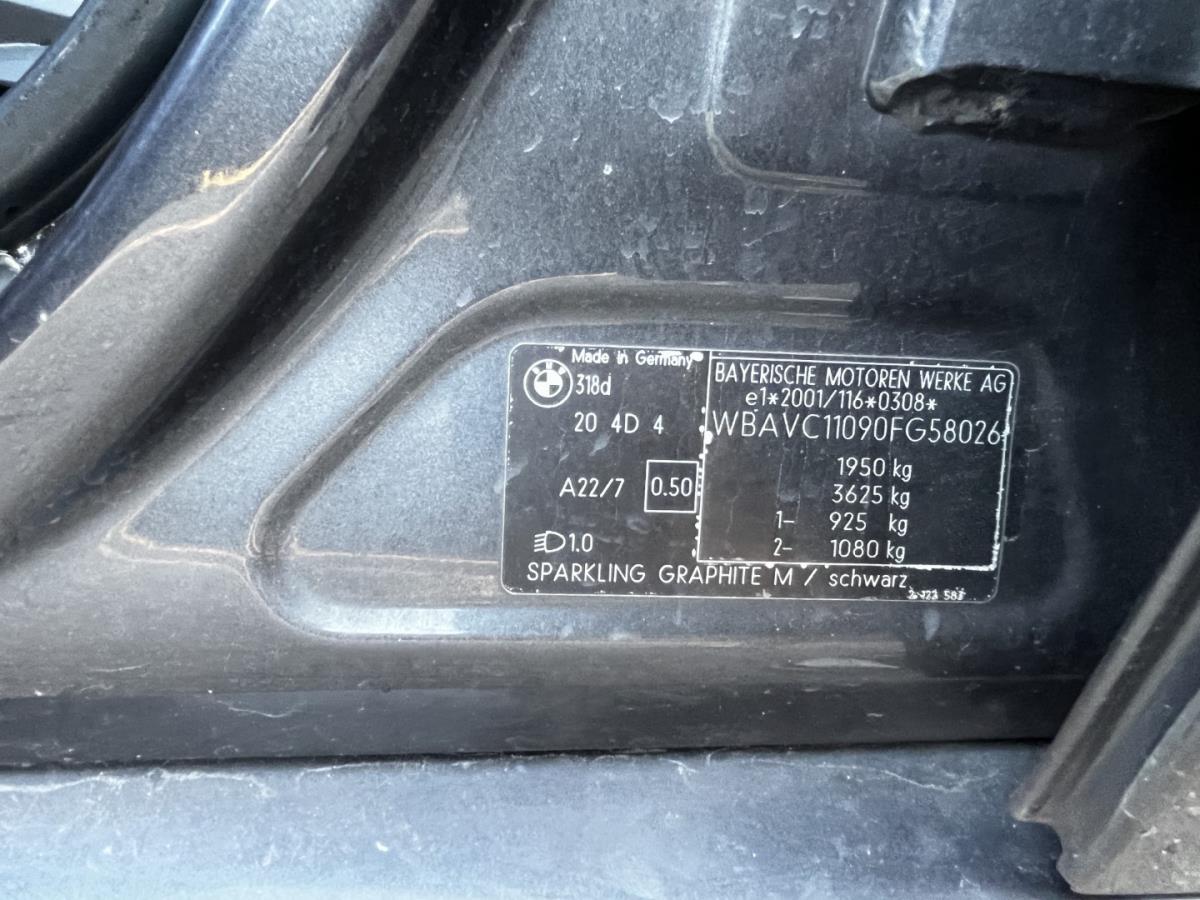 Made in Germany
BMW
318d
20 4D 4
A22/7 0.50
1.0
BAYERISCHE MOTOREN WERKE AG
e1*2001/116*0308*
WBAVC11090FG58026
1950 kg
3625 kg
1- 925 kg
2- 1080 kg
SPARKLING GRAPHITE M / schwarz